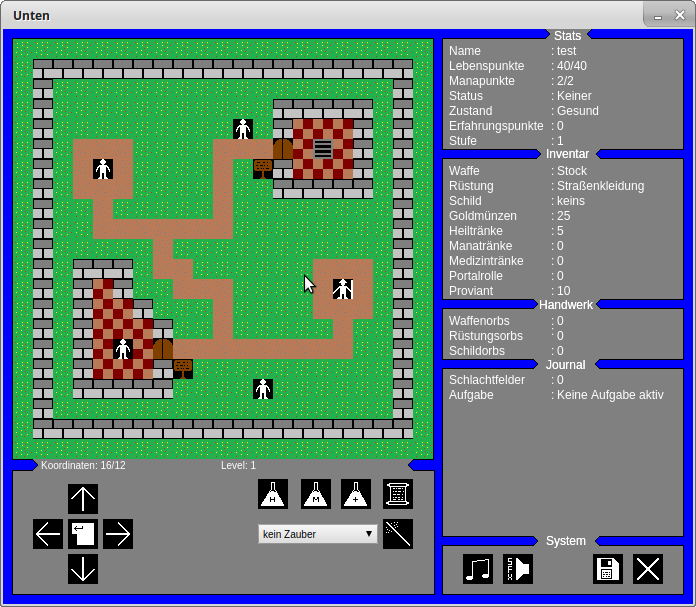 Unten
Stats
Name : test
Lebenspunkte : 40/40
Manapunkte : 2/2
Status : Keiner
Zustand : Gesund
Erfahrungspunkte : 0
Stufe : 1
Inventar
Waffe : Stock
Rüstung : Straßenkleidung
Schild : keins
Goldmünzen : 25
Heiltränke : 5
Manatränke : 0
Medizintränke : 0
Portalrolle : 0
Proviant : 10
Handwerk
Waffenorbs : 0
Rüstungsorbs : 0
Schildorbs : 0
Journal
Schlachtfelder : 0
Aufgabe : Keine Aufgabe aktiv
Koordinaten: 16/12 Level: 1
H M +
kein Zauber
System
SFX